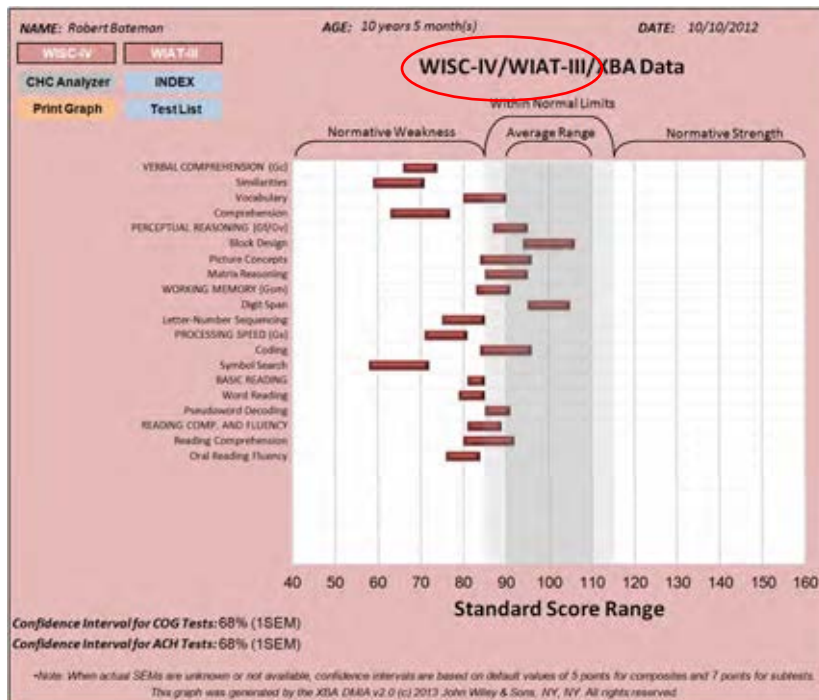 NAME: Robert Bateman AGE: 10 years 5 month(s) DATE: 10/10/2012
WISC-IV WIAT-III
WISC-IV/WIAT-III/XBA Data
CHC Analyzer INDEX
Print Graph Test List
Within Normal Limits
Normative Weakness Average Range Normative Strength
VERBAL COMPREHENSION (Gc)
Similarities
Vocabulary
Comprehension
PERCEPTUAL REASONING (Gf/Gv)
Block Design
Picture Concepts
Matrix Reasoning
WORKING MEMORY (Gsm)
Digit Span
Letter-Number Sequencing
PROCESSING SPEED (Gs)
Coding
Symbol Search
BASIC READING
Word Reading
Pseudoword Decoding
READING COMP. AND FLUENCY
Reading Comprehension
Oral Reading Fluency
40 50 60 70 80 90 100 110 120 130 140 150 160
Standard Score Range
Confidence Interval for COG Tests: 68% (1SEM)
Confidence Interval for ACH Tests: 68% (1SEM)
*Note: When actual SEMs are unknown or not available, confidence intervals are based on default values of 5 points for composites and 7 points for subtests.
This graph was generated by the XBA DMIA v2.0 (c) 2013 John Wiley & Sons, NY, NY. All rights reserved